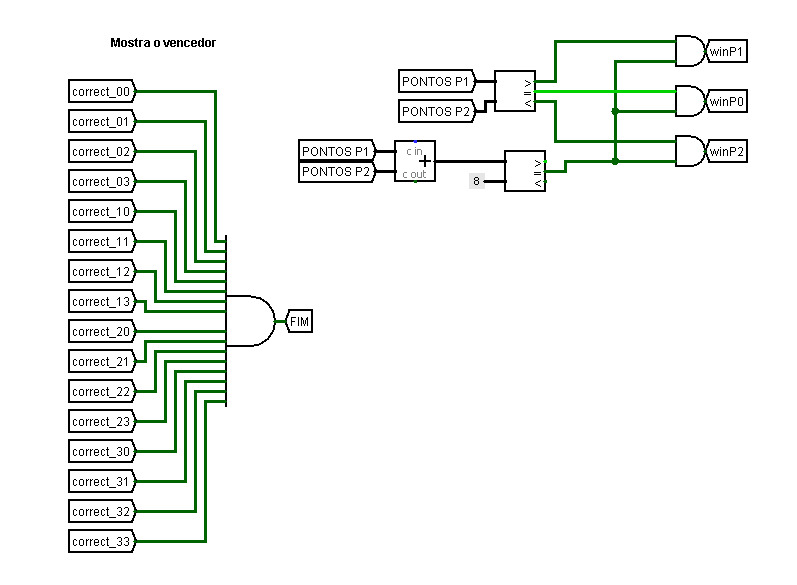 Mostra o vencedor
correct_00
correct_01
correct_02
correct_03
correct_10
correct_11
correct_12
correct_13
correct_20
correct_21
correct_22
correct_23
correct_30
correct_31
correct_32
correct_33
FIM
PONTOS P1
PONTOS P2
>
=
<
PONTOS P1
PONTOS P2
c in
+
c out
8
>
=
<
winP1
winP0
winP2